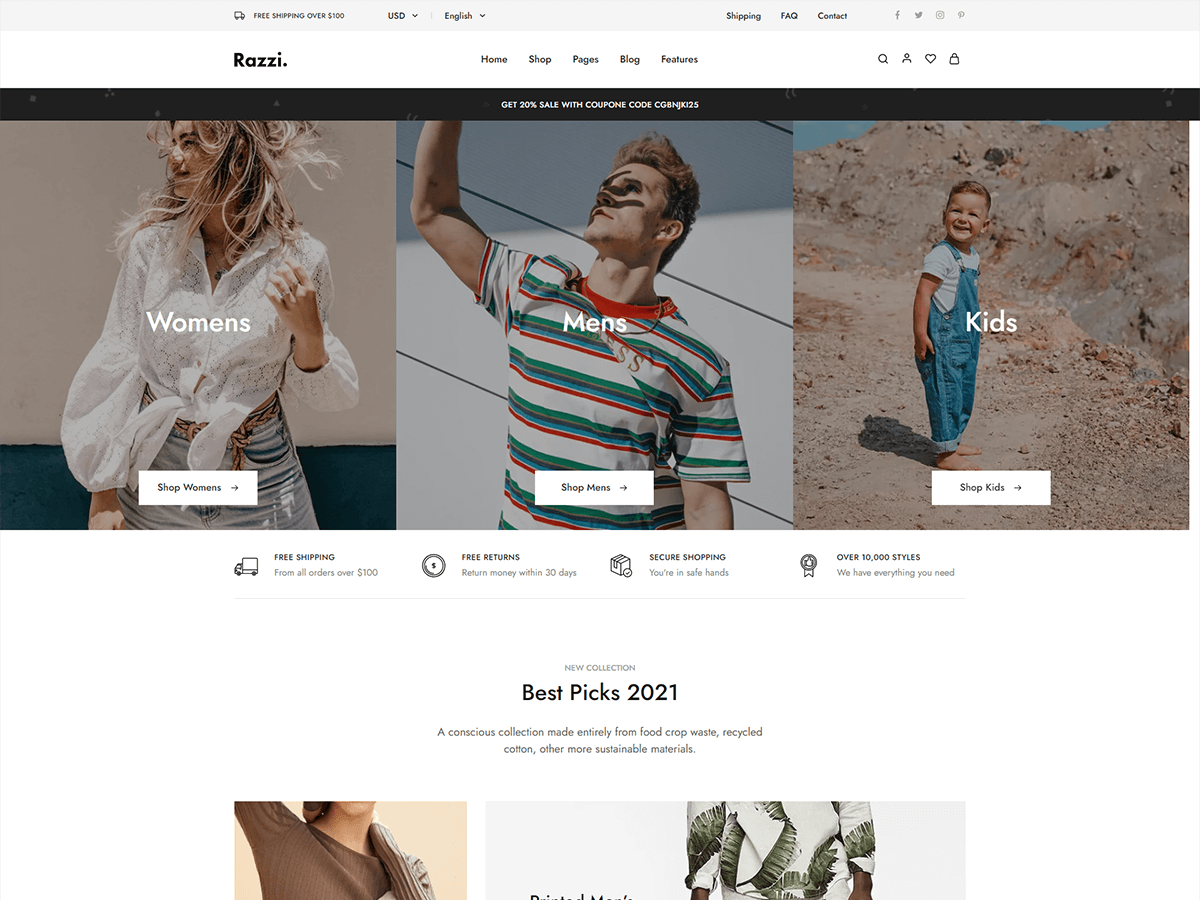 FREE SHIPPING OVER $100
USD
English
Shipping
FAQ
Contact
Razzi.
Home
Shop
Pages
Blog
Features
GET 20% SALE WITH COUPONE CODE CGBNJKI25
Womens
Mens
Kids
Shop Womens
Shop Mens
Shop Kids
FREE SHIPPING
From all orders over $100
$
FREE RETURNS
Return money within 30 days
SECURE SHOPPING
You're in safe hands
OVER 10,000 STYLES
We have everything you need
NEW COLLECTION
Best Picks 2021
A conscious collection made entirely from food crop waste, recycled
cotton, other more sustainable materials.
Printed Men's